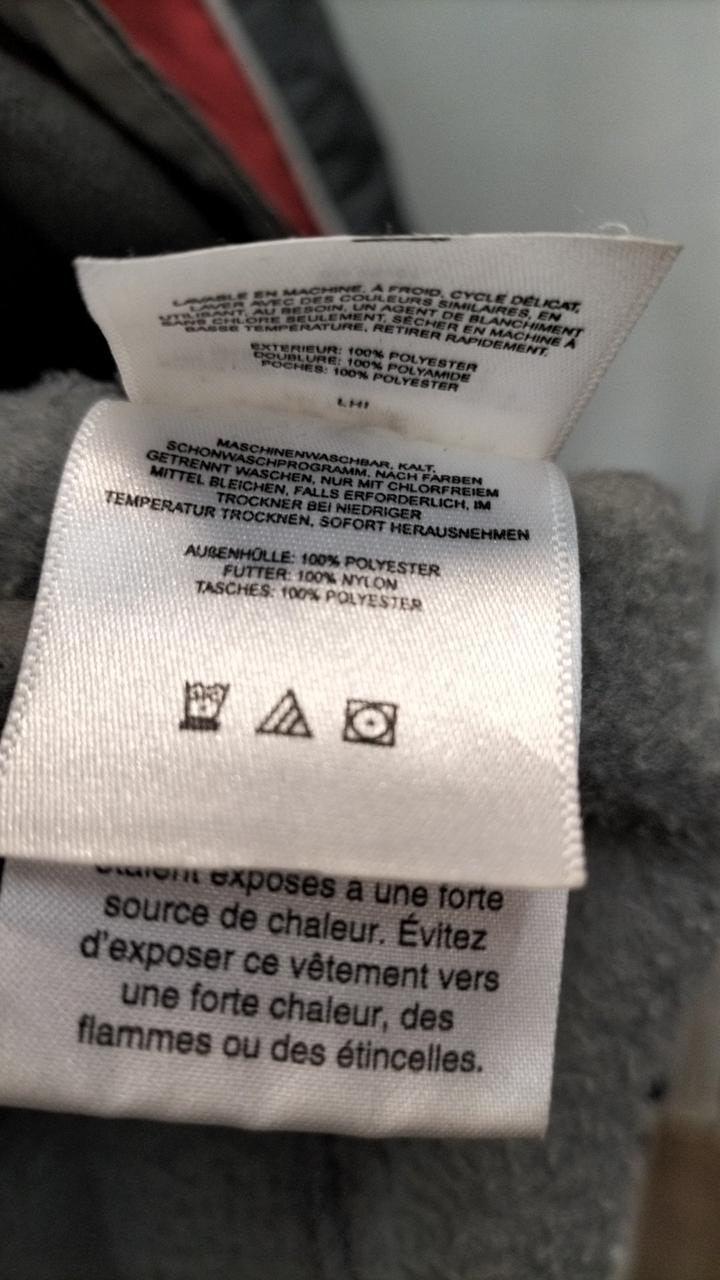 LAVABLE EN MACHINE, À FROID, CYCLE DÉLICAT,
LAVER AVEC DES COULEURS SIMILAIRES, EN
UTILISANT, AU BESOIN, UN AGENT DE BLANCHIMENT
SANS CHLORE SEULEMENT, SÉCHER EN MACHINE À
BASSE TEMPÉRATURE, RETIRER RAPIDEMENT.
EXTERIEUR: 100% POLYESTER
DOUBLURE: 100% POLYAMIDE
POCHES: 100% POLYESTER
MASCHINENWASCHBAR, KALT,
SCHONWASCHPROGRAMM, NACH FARBEN
GETRENNT WASCHEN, NUR MIT CHLORFREIEM
MITTEL BLEICHEN, FALLS ERFORDERLICH, IM
TROCKNER BEI NIEDRIGER
TEMPERATUR TROCKNEN, SOFORT HERAUSNEHMEN
AUßENHÜLLE: 100% POLYESTER
FUTTER: 100% NYLON
TASCHES: 100% POLYESTER
étaient exposés à une forte
source de chaleur. Évitez
d'exposer ce vêtement vers
une forte chaleur, des
flammes ou des étincelles.